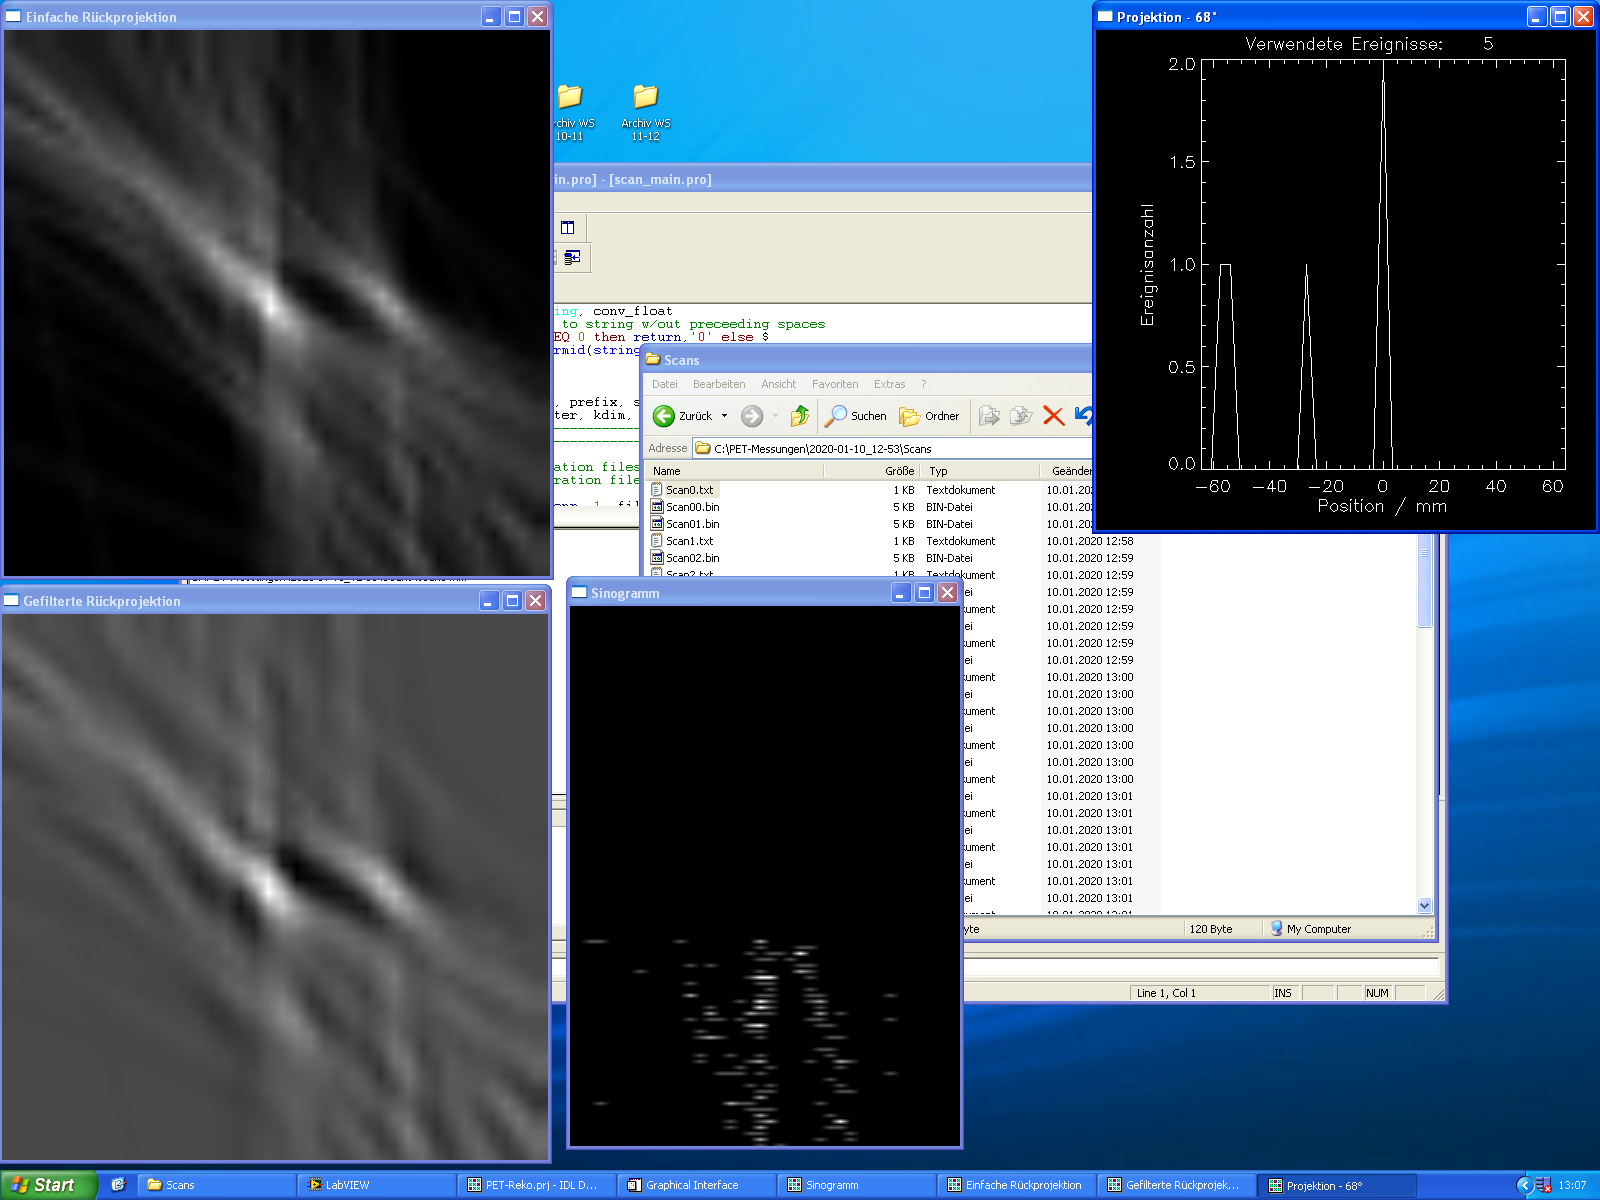 Einfache Rückprojektion
Projektion - 68°
Verwendete Ereignisse: 5
2.0
1.5
1.0
0.5
0.0
Ereignisanzahl
−60 −40 −20 0 20 40 60
Position / mm
rchiv WS
10-11
Archiv WS
11-12
in.pro] - [scan_main.pro]
ing, conv_float
to string w/out preceeding spaces
EQ 0 then return,'0' else $
rmid(string
, prefix, s
ter, kdim,
ation files
ration file
Scans
Datei Bearbeiten Ansicht Favoriten Extras ?
Zurück Suchen Ordner
Adresse C:\PET-Messungen\2020-01-10_12-53\Scans
Name Größe Typ Geänder
Scan0.txt 1 KB Textdokument 10.01.202
Scan00.bin 5 KB BIN-Datei 10.01.202
Scan01.bin 5 KB BIN-Datei 10.01.202
Scan1.txt 1 KB Textdokument 10.01.2020 12:58
Scan02.bin 5 KB BIN-Datei 10.01.2020 12:59
Scan2.txt 1 KB Textdokument 10.01.2020 12:59
ei 10.01.2020 12:59
kument 10.01.2020 12:59
ei 10.01.2020 12:59
kument 10.01.2020 12:59
ei 10.01.2020 12:59
kument 10.01.2020 13:00
ei 10.01.2020 13:00
kument 10.01.2020 13:00
ei 10.01.2020 13:00
kument 10.01.2020 13:00
ei 10.01.2020 13:00
kument 10.01.2020 13:00
ei 10.01.2020 13:01
kument 10.01.2020 13:01
ei 10.01.2020 13:01
kument 10.01.2020 13:01
ei 10.01.2020 13:01
kument 10.01.2020 13:01
ei 10.01.2020 13:01
yte 120 Byte My Computer
Line 1, Col 1 INS NUM
Gefilterte Rückprojektion
Sinogramm
Start Scans LabVIEW PET-Reko.prj - IDL D... Graphical Interface Sinogramm Einfache Rückprojektion Gefilterte Rückprojek... Projektion - 68° 13:07